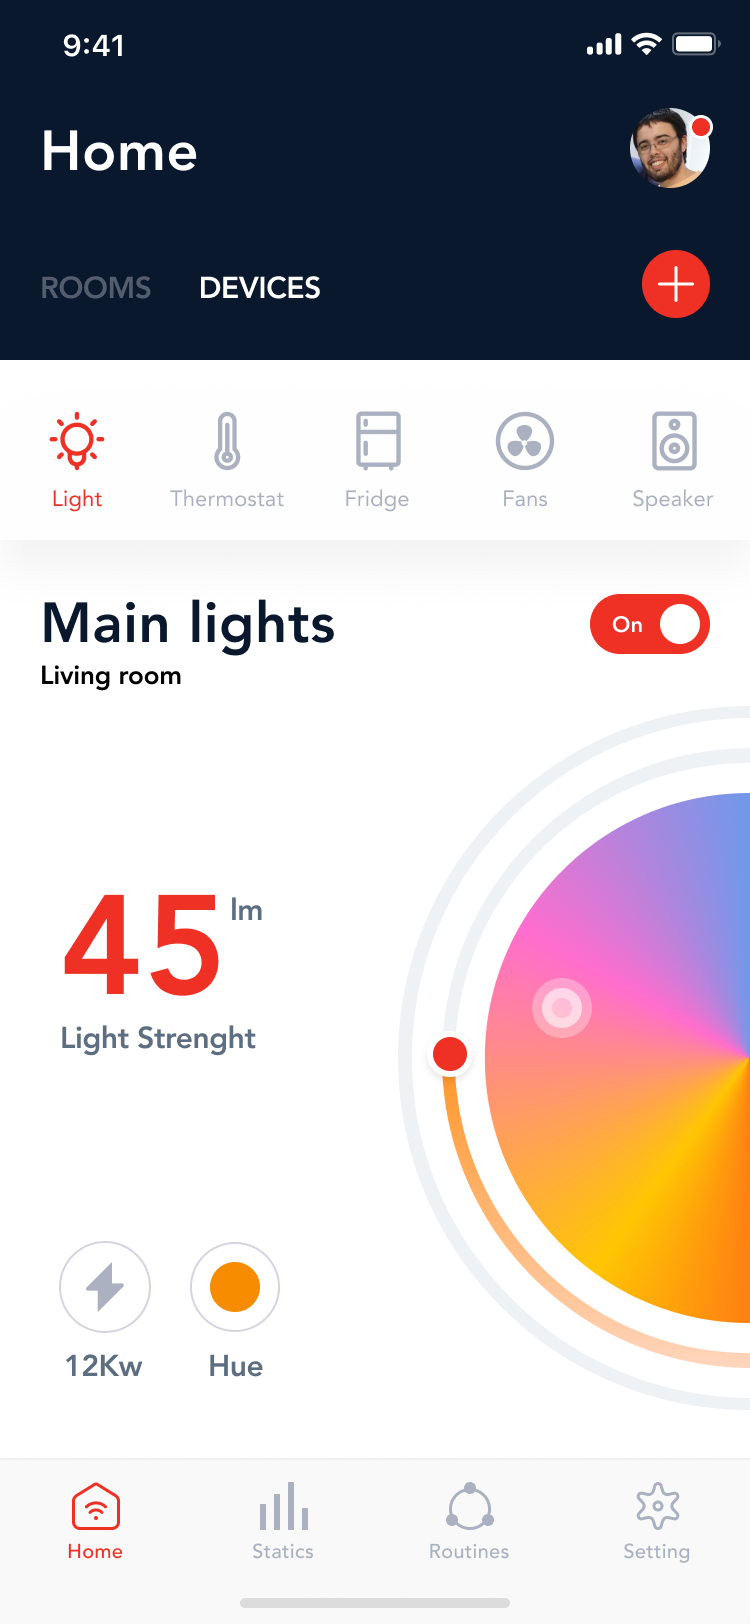 9:41
Home
ROOMS DEVICES
Light Thermostat Fridge Fans Speaker
Main lights
On
Living room
45 lm
Light Strenght
12Kw Hue
Home Statics Routines Setting